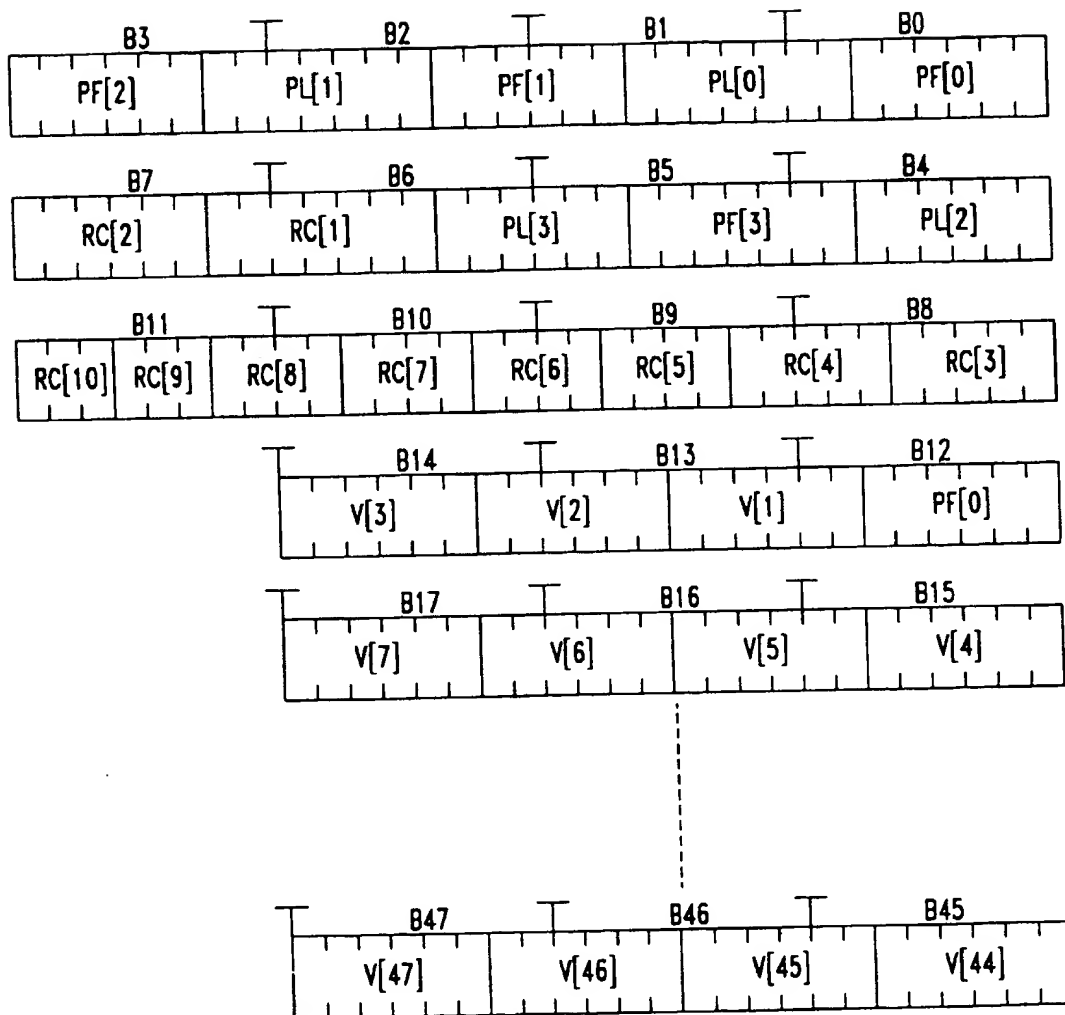 B3 B2 B1 B0
PF[2] PL[1] PF[1] PL[0] PF[0]
B7 B6 B5 B4
RC[2] RC[1] PL[3] PF[3] PL[2]
B11 B10 B9 B8
RC[10] RC[9] RC[8] RC[7] RC[6] RC[5] RC[4] RC[3]
B14 B13 B12
V[3] V[2] V[1] PF[0]
B17 B16 B15
V[7] V[6] V[5] V[4]
B47 B46 B45
V[47] V[46] V[45] V[44]